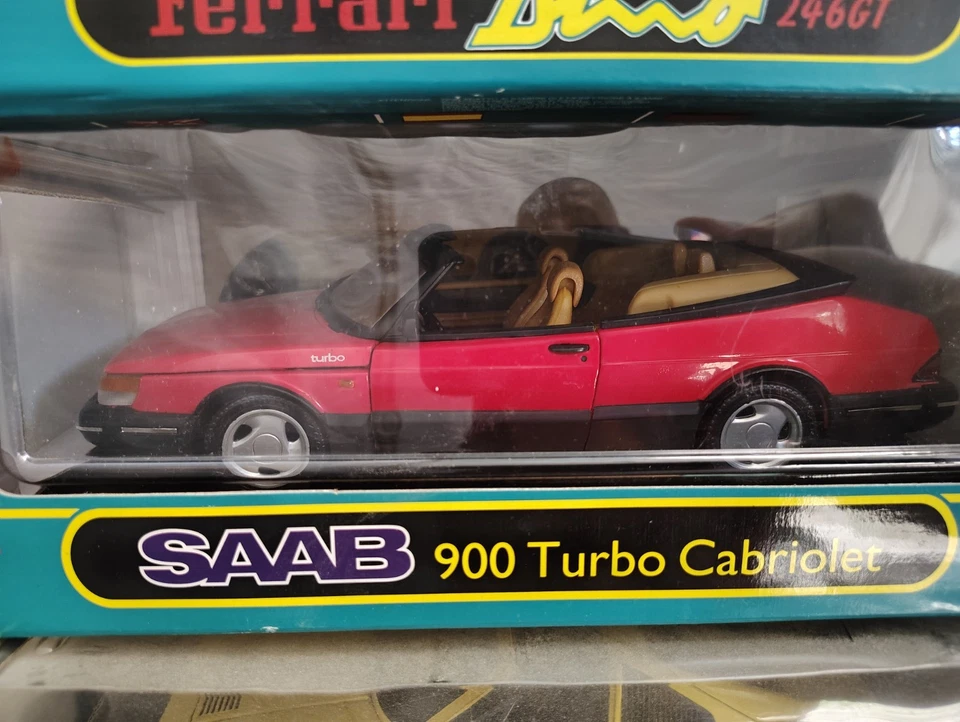 Ferrari Dino 246GT
turbo
SAAB 900 Turbo Cabriolet